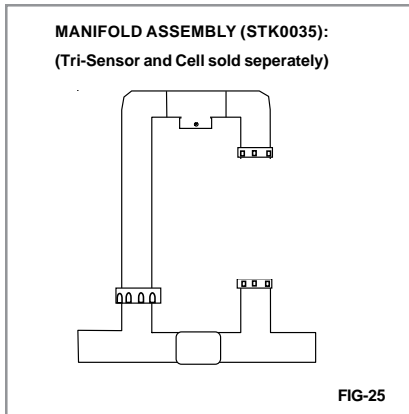 MANIFOLD ASSEMBLY (STK0035):
(Tri-Sensor and Cell sold seperately)
FIG-25